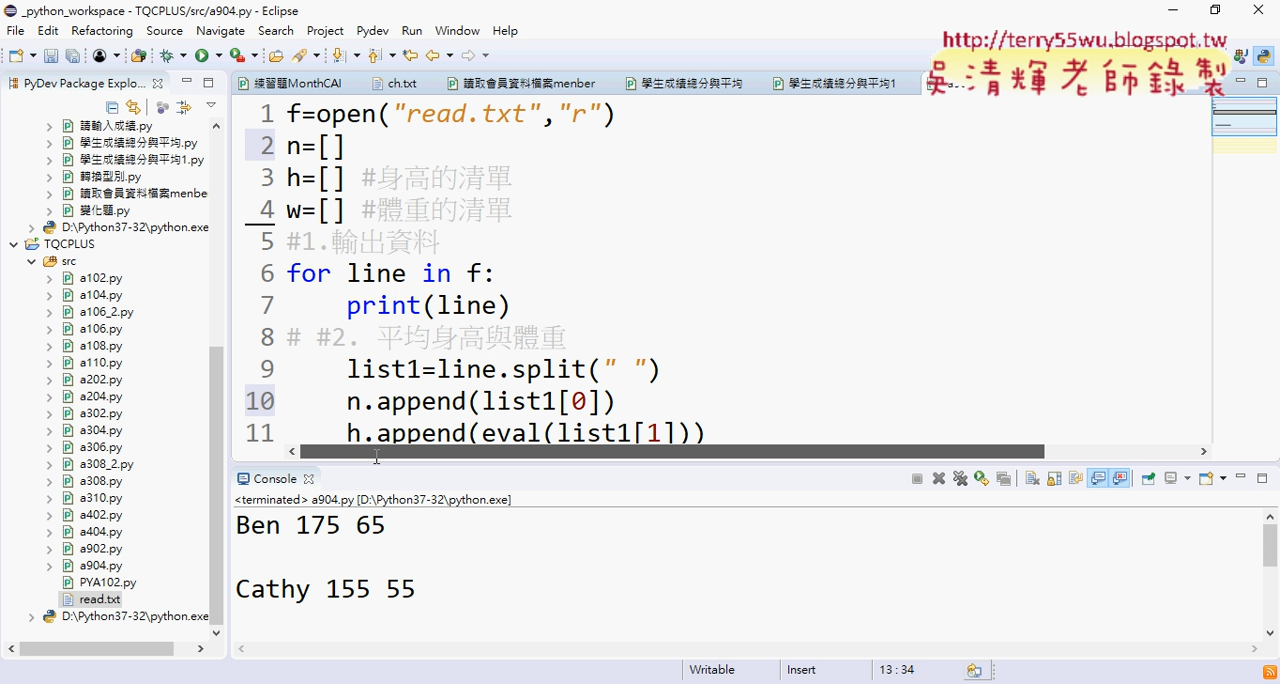 _python_workspace - TQCPLUS/src/a904.py - Eclipse
File Edit Refactoring Source Navigate Search Project Pydev Run Window Help
http://terry55wu.blogspot.tw
吳清輝老師錄製
PyDev Package Explo...
練習題MonthCAl
ch.txt
讀取會員資料檔案menber
學生成績總分與平均
學生成績總分與平均1
請輸入成績.py
學生成績總分與平均.py
學生成績總分與平均1.py
轉換型別.py
讀取會員資料檔案menbe
變化題.py
D:\Python37-32\python.exe
TQCPLUS
src
a102.py
a104.py
a106_2.py
a106.py
a108.py
a110.py
a202.py
a204.py
a302.py
a304.py
a306.py
a308_2.py
a308.py
a310.py
a402.py
a404.py
a902.py
a904.py
PYA102.py
read.txt
D:\Python37-32\python.exe
1 f=open("read.txt","r")
2 n=[]
3 h=[] #身高的清單
4 w=[] #體重的清單
5 #1.輸出資料
6 for line in f:
7 print(line)
8 # #2. 平均身高與體重
9 list1=line.split(" ")
10 n.append(list1[0])
11 h.append(eval(list1[1]))
Console
<terminated> a904.py [D:\Python37-32\python.exe]
Ben 175 65
Cathy 155 55
Writable Insert 13 : 34